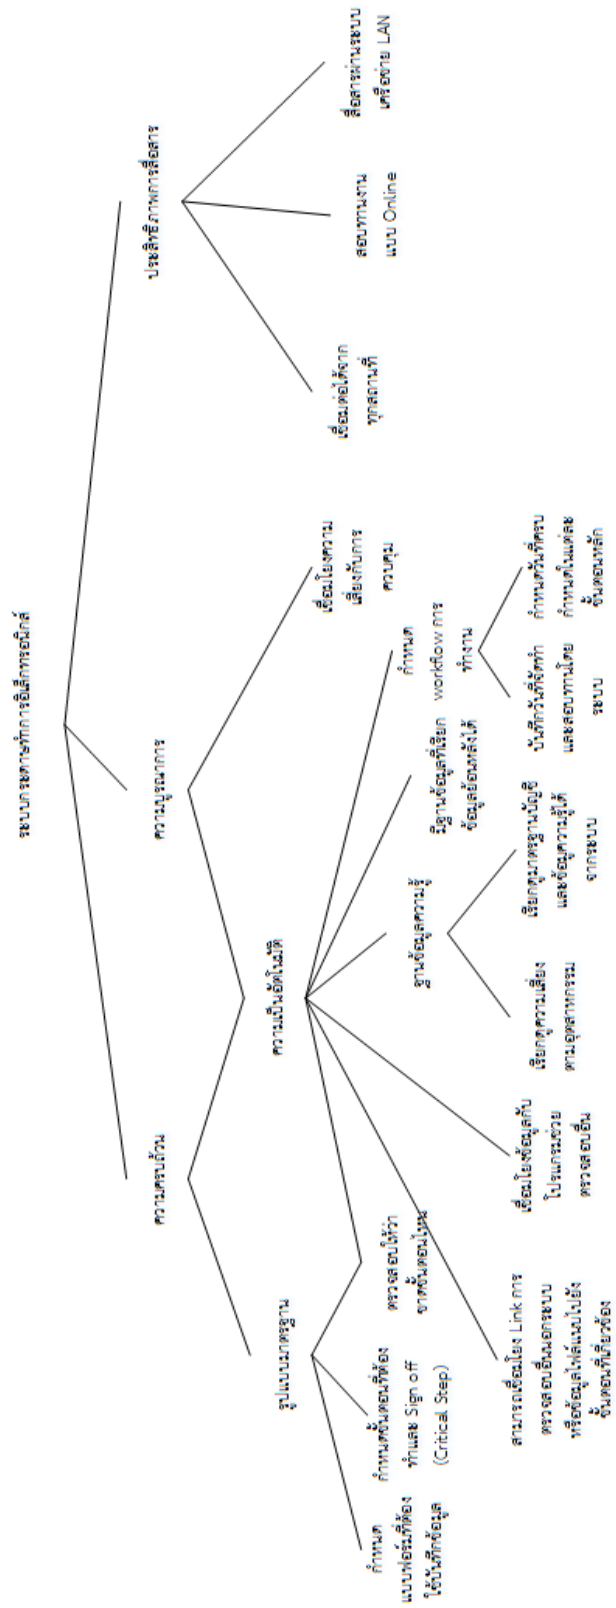 ระบบกระดาษทำการอิเล็กทรอนิกส์
ความครบถ้วน
ความบูรณาการ
ประสิทธิภาพการสื่อสาร
รูปแบบมาตรฐาน
ความเป็นอัตโนมัติ
เชื่อมโยงความ
เสี่ยงกับการ
ควบคุม
เชื่อมต่อได้จาก
ทุกสถานที่
สอบทานงาน
แบบ Online
สื่อสารผ่านระบบ
เครือข่าย LAN
กำหนด
แบบฟอร์มที่ต้อง
ใช้บันทึกข้อมูล
กำหนดขั้นตอนที่ต้อง
ทำและ Sign off
(Critical Step)
ตรวจสอบให้ว่า
ขาดขั้นตอนไหน
ฐานข้อมูลความรู้
มีฐานข้อมูลที่เรียก
ข้อมูลย้อนหลังได้
กำหนด
workflow การ
ทำงาน
สามารถเชื่อมโยง Link การ
ตรวจสอบอื่นนอกระบบ
หรือข้อมูลไฟล์แนบไปยัง
ขั้นตอนที่เกี่ยวข้อง
เชื่อมโยงข้อมูลกับ
โปรแกรมช่วย
ตรวจสอบอื่น
เรียกดูความเสี่ยง
ตามอุตสาหกรรม
เรียกดูมาตรฐานบัญชี
และข้อมูลความรู้ได้
จากระบบ
บันทึกวันที่จัดทำ
และสอบทานโดย
ระบบ
กำหนดวันที่ครบ
กำหนดในแต่ละ
ขั้นตอนหลัก